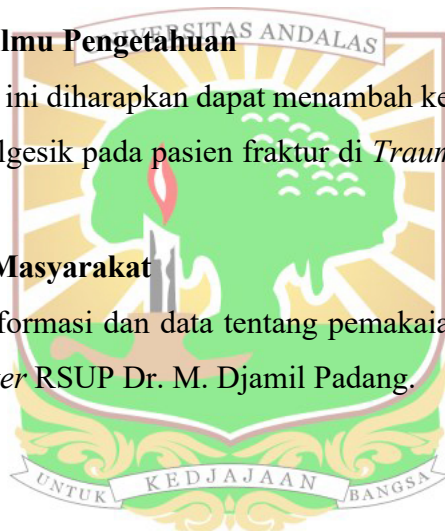 UNIVERSITAS ANDALAS
lmu Pengetahuan
ini diharapkan dapat menambah ke
lgesik pada pasien fraktur di Traum
Masyarakat
formasi dan data tentang pemakaia
er RSUP Dr. M. Djamil Padang.
UNTUK KEDJAJAAN BANGSA